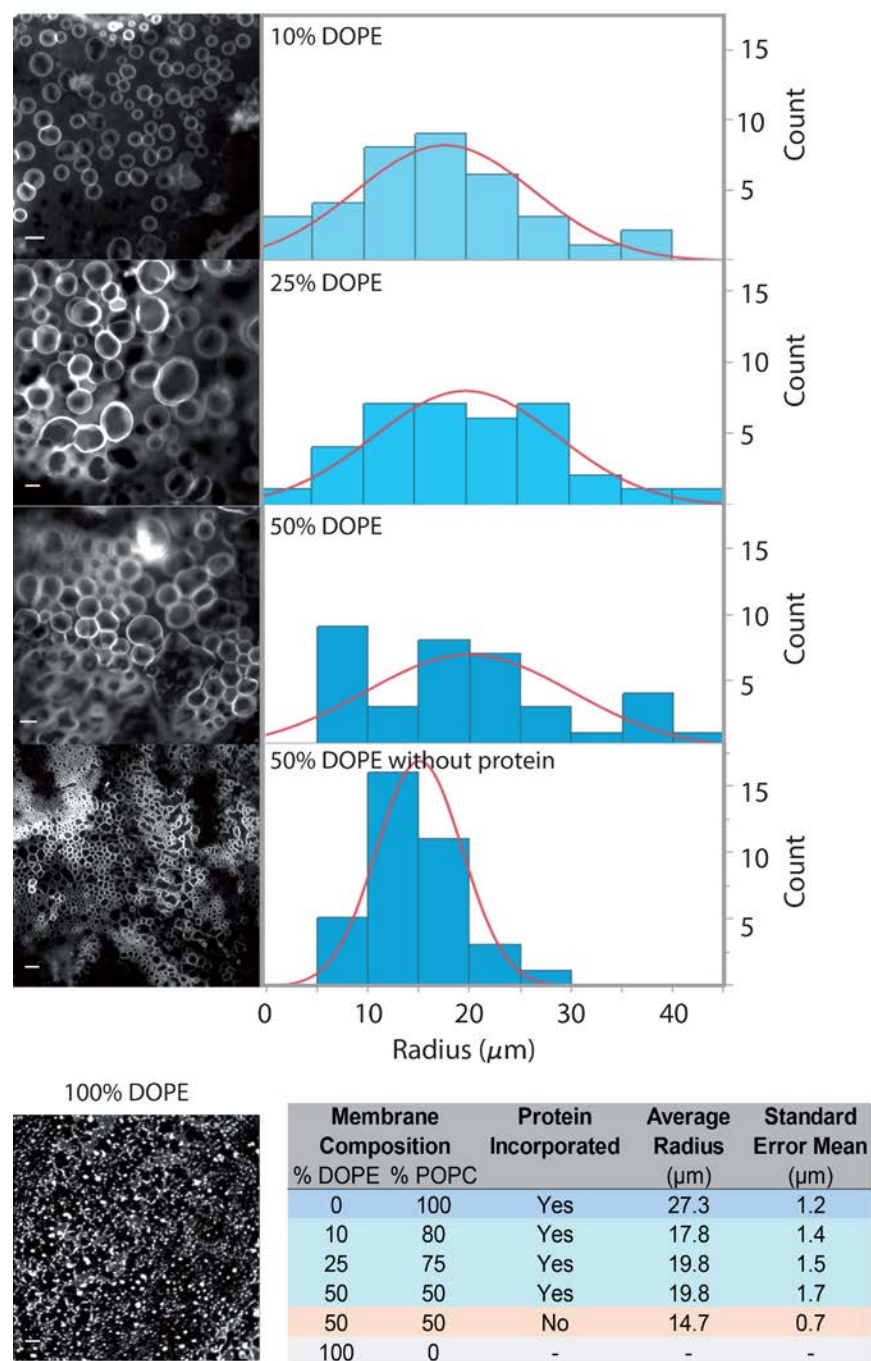 10% DOPE
15
10
5
Count
25% DOPE
15
10
5
Count
50% DOPE
15
10
5
Count
50% DOPE without protein
15
10
5
Count
0 10 20 30 40
Radius (μm)
100% DOPE
Membrane Protein Average Standard
Composition Incorporated Radius Error Mean
% DOPE % POPC (μm) (μm)
0 100 Yes 27.3 1.2
10 80 Yes 17.8 1.4
25 75 Yes 19.8 1.5
50 50 Yes 19.8 1.7
50 50 No 14.7 0.7
100 0 - - -